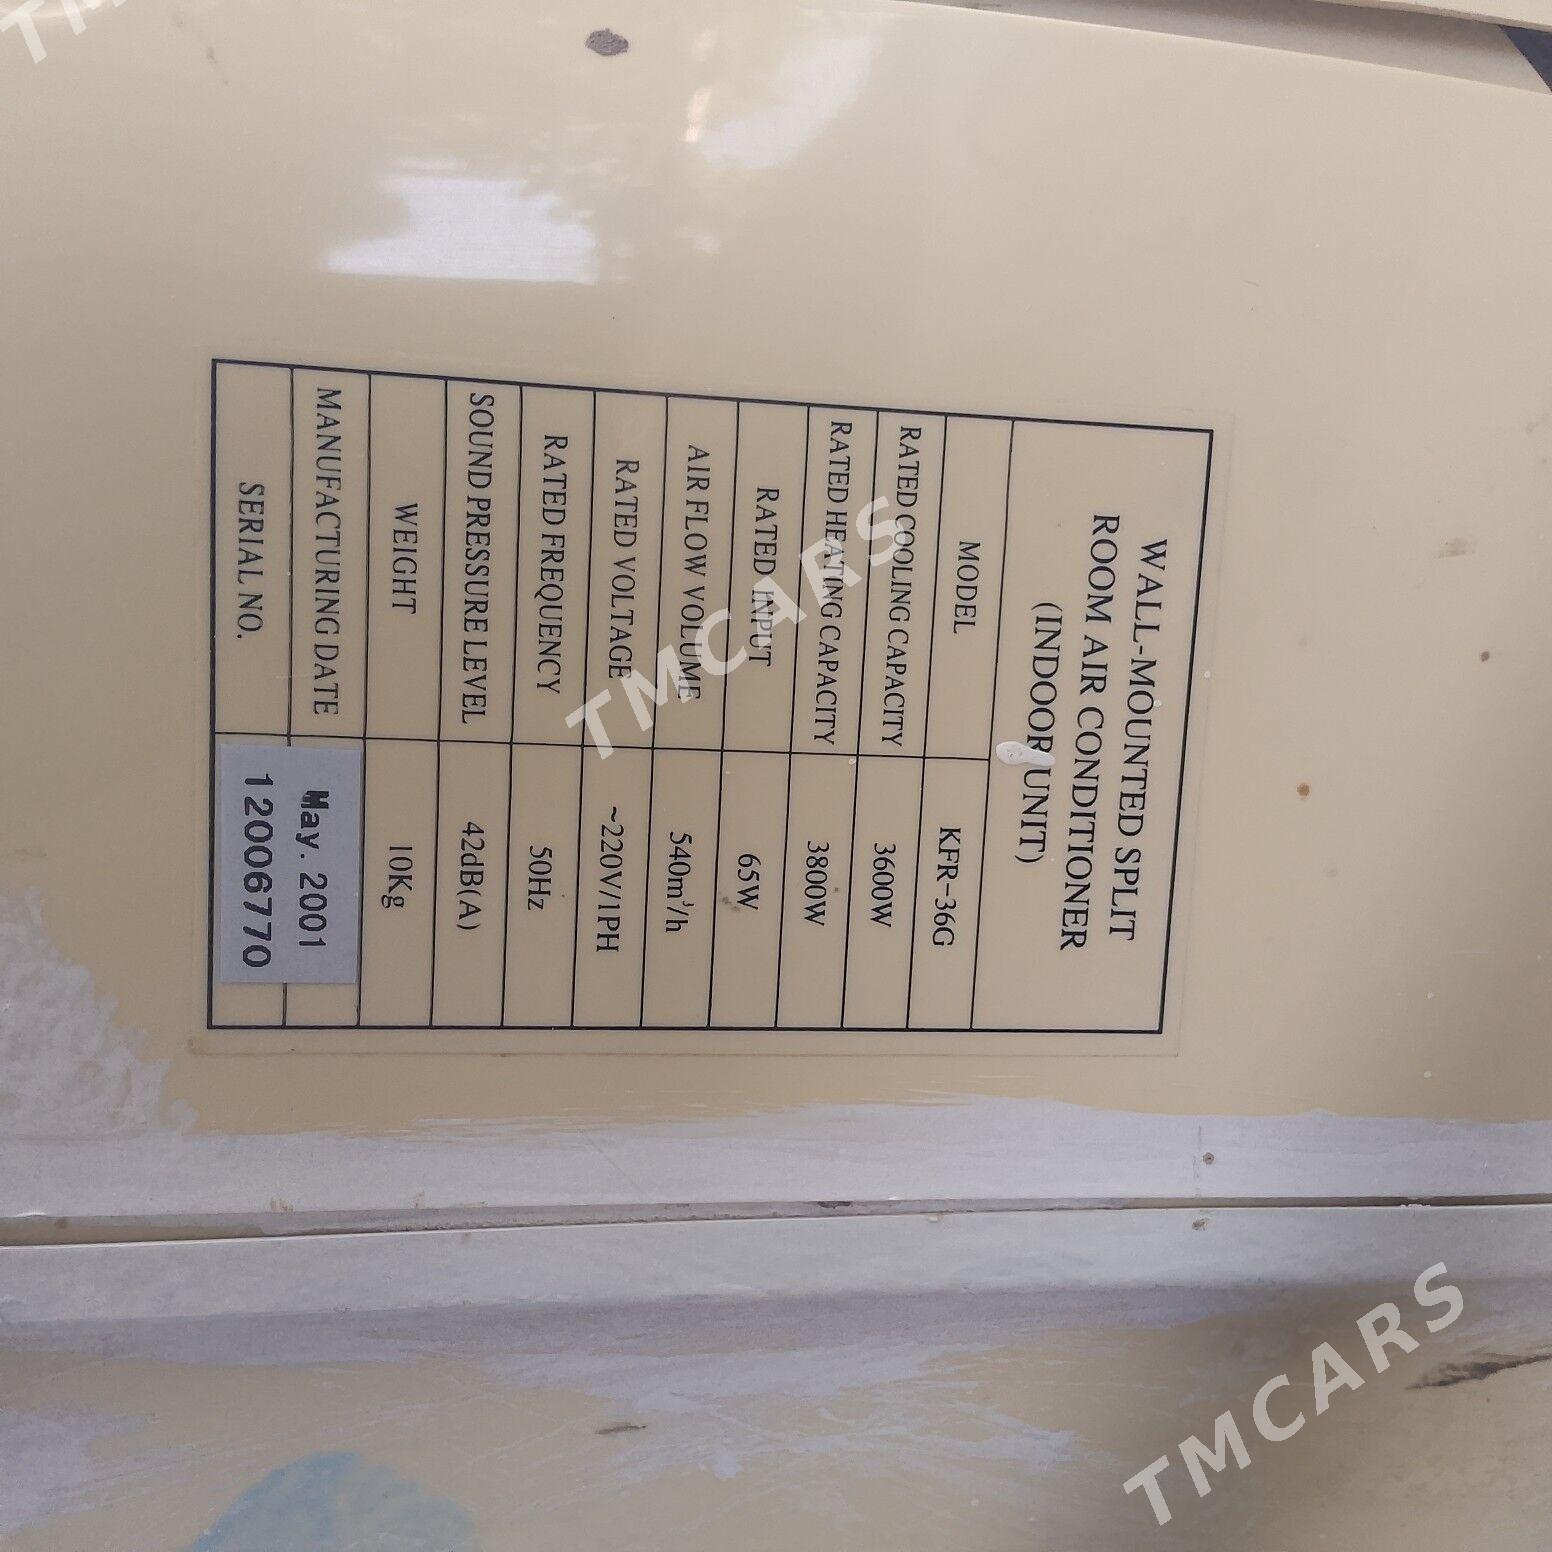 WALL-MOUNTED SPLIT
ROOM AIR CONDITIONER
(INDOOR UNIT)
MODEL KFR-36G
RATED COOLING CAPACITY 3600W
RATED HEATING CAPACITY 3800W
RATED INPUT 65W
AIR FLOW VOLUME 540m³/h
RATED VOLTAGE ~220V/1PH
RATED FREQUENCY 50Hz
SOUND PRESSURE LEVEL 42dB(A)
WEIGHT 10Kg
MANUFACTURING DATE May. 2001
SERIAL NO. 12006770
TMCARS
TMCARS